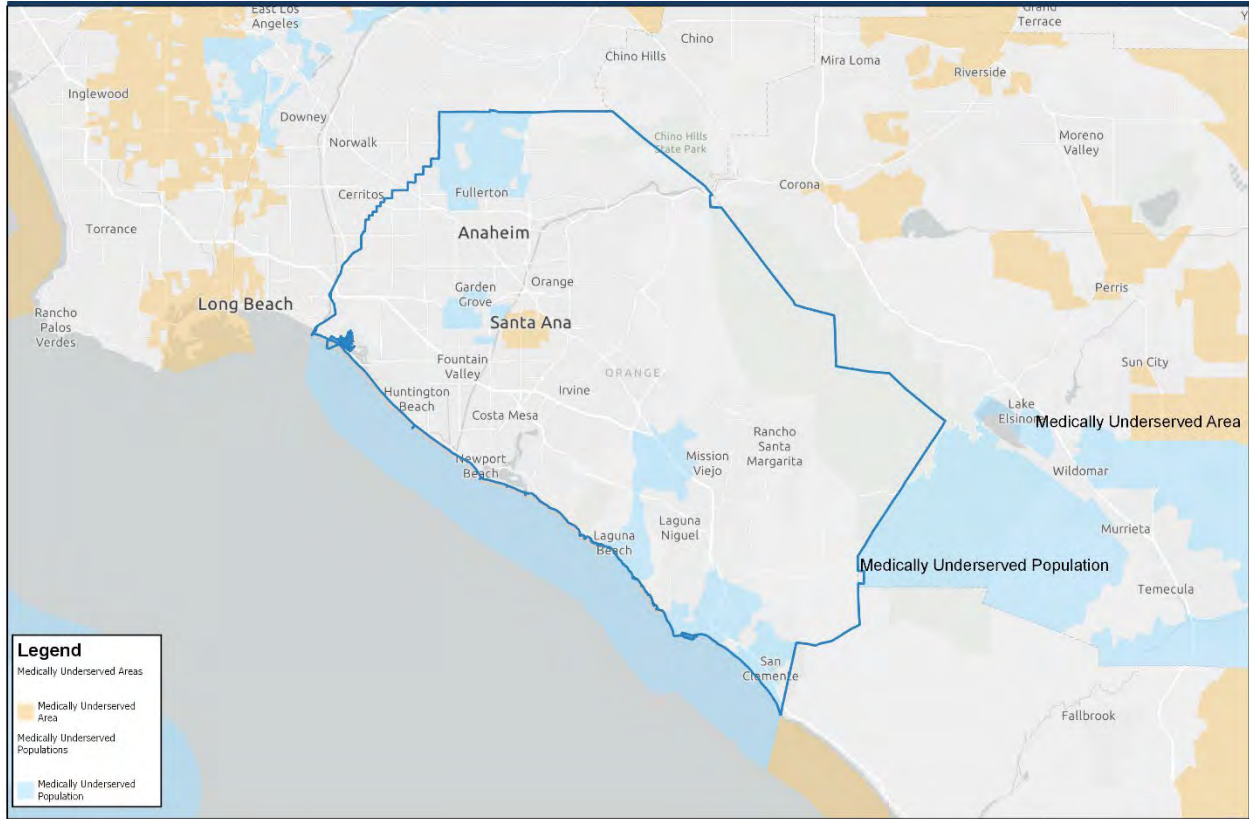 East Los
Angeles
Grand
Terrace
Y
Chino
Chino Hills
Mira Loma
Riverside
Inglewood
Downey
Norwalk
Chino Hills
State Park
Moreno
Valley
Cerritos
Fullerton
Corona
Torrance
Anaheim
Orange
Garden
Grove
Perris
Long Beach
Santa Ana
Rancho
Palos
Verdes
Fountain
Valley
ORANGE
Sun City
Huntington
Beach
Irvine
Costa Mesa
Lake
Elsinore
Medically Underserved Area
Rancho
Santa
Margarita
Mission
Viejo
Newport
Beach
Wildomar
Laguna
Niguel
Laguna
Beach
Murrieta
Medically Underserved Population
Temecula
San
Clemente
Fallbrook
Legend
Medically Underserved Areas
Medically Underserved
Area
Medically Underserved
Populations
Medically Underserved
Population